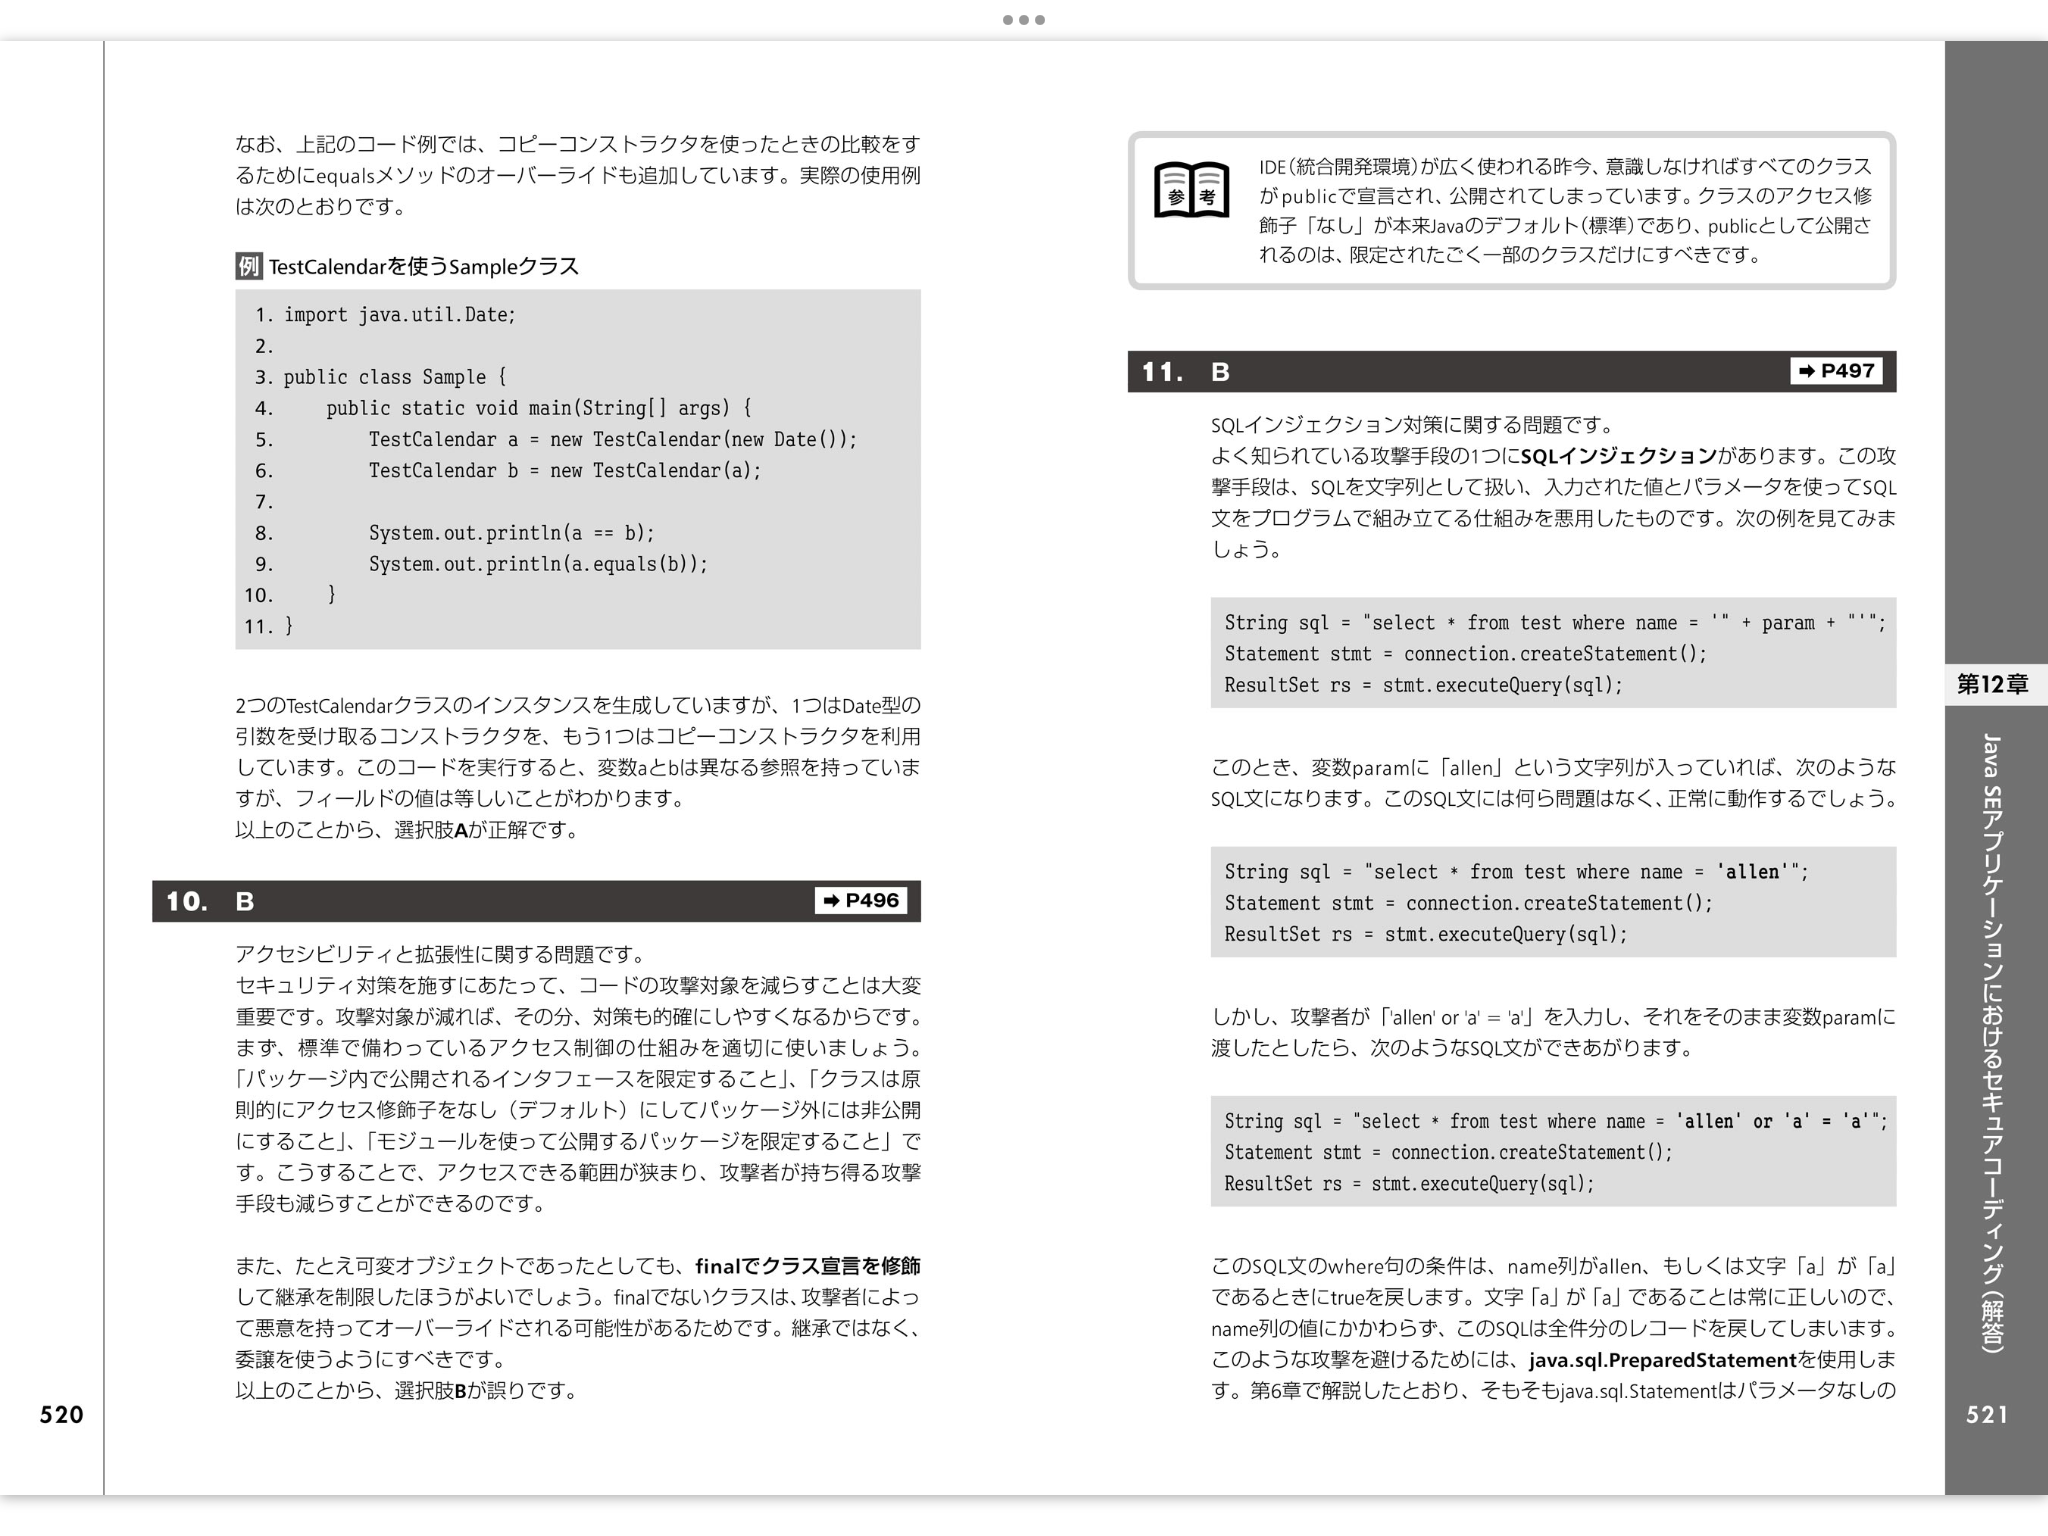 なお、上記のコード例では、コピーコンストラクタを使ったときの比較をす
るためにequalsメソッドのオーバーライドも追加しています。実際の使用例
は次のとおりです。
例 TestCalendarを使うSampleクラス
1. import java.util.Date;
2.
3. public class Sample {
4.     public static void main(String[] args) {
5.         TestCalendar a = new TestCalendar(new Date());
6.         TestCalendar b = new TestCalendar(a);
7.
8.         System.out.println(a == b);
9.         System.out.println(a.equals(b));
10.     }
11. }
2つのTestCalendarクラスのインスタンスを生成していますが、1つはDate型の
引数を受け取るコンストラクタを、もう1つはコピーコンストラクタを利用
しています。このコードを実行すると、変数aとbは異なる参照を持っていま
すが、フィールドの値は等しいことがわかります。
以上のことから、選択肢Aが正解です。
10. B ➡ P496
アクセシビリティと拡張性に関する問題です。
セキュリティ対策を施すにあたって、コードの攻撃対象を減らすことは大変
重要です。攻撃対象が減れば、その分、対策も的確にしやすくなるからです。
まず、標準で備わっているアクセス制御の仕組みを適切に使いましょう。
「パッケージ内で公開されるインタフェースを限定すること」、「クラスは原
則的にアクセス修飾子をなし（デフォルト）にしてパッケージ外には非公開
にすること」、「モジュールを使って公開するパッケージを限定すること」で
す。こうすることで、アクセスできる範囲が狭まり、攻撃者が持ち得る攻撃
手段も減らすことができるのです。
また、たとえ可変オブジェクトであったとしても、finalでクラス宣言を修飾
して継承を制限したほうがよいでしょう。finalでないクラスは、攻撃者によっ
て悪意を持ってオーバーライドされる可能性があるためです。継承ではなく、
委譲を使うようにすべきです。
以上のことから、選択肢Bが誤りです。
520
参考
IDE（統合開発環境）が広く使われる昨今、意識しなければすべてのクラス
がpublicで宣言され、公開されてしまっています。クラスのアクセス修
飾子「なし」が本来Javaのデフォルト（標準）であり、publicとして公開さ
れるのは、限定されたごく一部のクラスだけにすべきです。
11. B ➡ P497
SQLインジェクション対策に関する問題です。
よく知られている攻撃手段の1つにSQLインジェクションがあります。この攻
撃手段は、SQLを文字列として扱い、入力された値とパラメータを使ってSQL
文をプログラムで組み立てる仕組みを悪用したものです。次の例を見てみま
しょう。
String sql = "select * from test where name = '" + param + "'";
Statement stmt = connection.createStatement();
ResultSet rs = stmt.executeQuery(sql);
このとき、変数paramに「allen」という文字列が入っていれば、次のような
SQL文になります。このSQL文には何ら問題はなく、正常に動作するでしょう。
String sql = "select * from test where name = 'allen'";
Statement stmt = connection.createStatement();
ResultSet rs = stmt.executeQuery(sql);
しかし、攻撃者が「'allen' or 'a' = 'a'」を入力し、それをそのまま変数paramに
渡したとしたら、次のようなSQL文ができあがります。
String sql = "select * from test where name = 'allen' or 'a' = 'a'";
Statement stmt = connection.createStatement();
ResultSet rs = stmt.executeQuery(sql);
このSQL文のwhere句の条件は、name列がallen、もしくは文字「a」が「a」
であるときにtrueを戻します。文字「a」が「a」であることは常に正しいので、
name列の値にかかわらず、このSQLは全件分のレコードを戻してしまいます。
このような攻撃を避けるためには、java.sql.PreparedStatementを使用しま
す。第6章で解説したとおり、そもそもjava.sql.Statementはパラメータなしの
第12章
Java SEアプリケーションにおけるセキュアコーディング（解答）
521